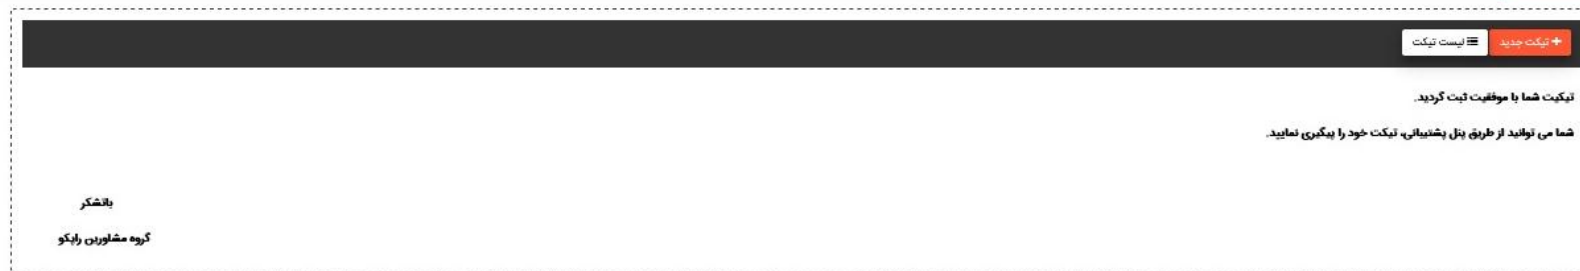 تیکت جدید لیست تیکت
تیکیت شما با موفقیت ثبت گردید.
شما می توانید از طریق پنل پشتیبانی، تیکت خود را پیگیری نمایید.
باتشکر
گروه مشاورین رایکو